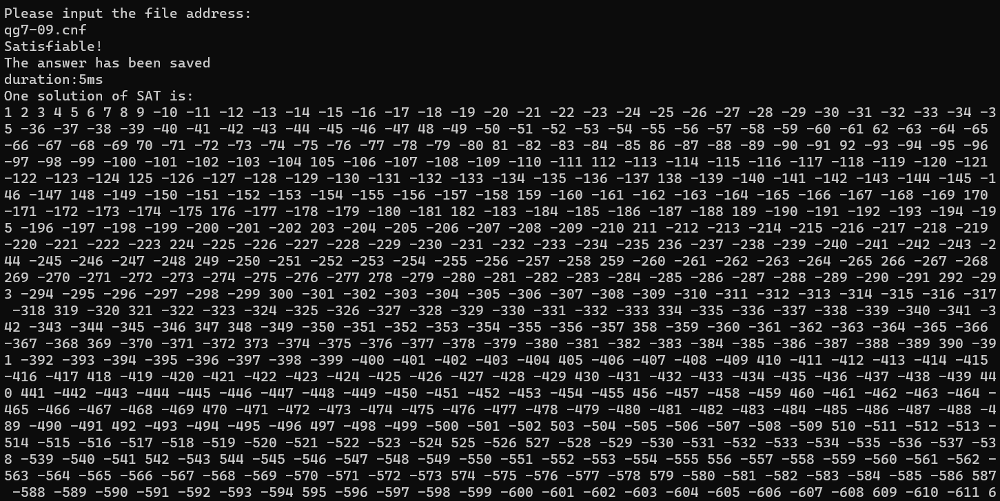 Please input the file address:
qg7-09.cnf
Satisfiable!
The answer has been saved
duration:5ms
One solution of SAT is:
1 2 3 4 5 6 7 8 9 -10 -11 -12 -13 -14 -15 -16 -17 -18 -19 -20 -21 -22 -23 -24 -25 -26 -27 -28 -29 -30 -31 -32 -33 -34 -3
5 -36 -37 -38 -39 -40 -41 -42 -43 -44 -45 -46 -47 48 -49 -50 -51 -52 -53 -54 -55 -56 -57 -58 -59 -60 -61 62 -63 -64 -65
-66 -67 -68 -69 70 -71 -72 -73 -74 -75 -76 -77 -78 -79 -80 81 -82 -83 -84 -85 86 -87 -88 -89 -90 -91 92 -93 -94 -95 -96
-97 -98 -99 -100 -101 -102 -103 -104 105 -106 -107 -108 -109 -110 -111 112 -113 -114 -115 -116 -117 -118 -119 -120 -121
-122 -123 -124 125 -126 -127 -128 -129 -130 -131 -132 -133 -134 -135 -136 -137 138 -139 -140 -141 -142 -143 -144 -145 -1
46 -147 148 -149 -150 -151 -152 -153 -154 -155 -156 -157 -158 159 -160 -161 -162 -163 -164 -165 -166 -167 -168 -169 170
-171 -172 -173 -174 -175 176 -177 -178 -179 -180 -181 182 -183 -184 -185 -186 -187 -188 189 -190 -191 -192 -193 -194 -19
5 -196 -197 -198 -199 -200 -201 -202 203 -204 -205 -206 -207 -208 -209 -210 211 -212 -213 -214 -215 -216 -217 -218 -219
-220 -221 -222 -223 224 -225 -226 -227 -228 -229 -230 -231 -232 -233 -234 -235 236 -237 -238 -239 -240 -241 -242 -243 -2
44 -245 -246 -247 -248 249 -250 -251 -252 -253 -254 -255 -256 -257 -258 259 -260 -261 -262 -263 -264 -265 266 -267 -268
269 -270 -271 -272 -273 -274 -275 -276 -277 278 -279 -280 -281 -282 -283 -284 -285 -286 -287 -288 -289 -290 -291 292 -29
3 -294 -295 -296 -297 -298 -299 300 -301 -302 -303 -304 -305 -306 -307 -308 -309 -310 -311 -312 -313 -314 -315 -316 -317
-318 319 -320 321 -322 -323 -324 -325 -326 -327 -328 -329 -330 -331 -332 -333 334 -335 -336 -337 -338 -339 -340 -341 -3
42 -343 -344 -345 -346 347 348 -349 -350 -351 -352 -353 -354 -355 -356 -357 358 -359 -360 -361 -362 -363 -364 -365 -366
-367 -368 369 -370 -371 -372 373 -374 -375 -376 -377 -378 -379 -380 -381 -382 -383 -384 -385 -386 -387 -388 -389 390 -39
1 -392 -393 -394 -395 -396 -397 -398 -399 -400 -401 -402 -403 -404 405 -406 -407 -408 -409 410 -411 -412 -413 -414 -415
-416 -417 418 -419 -420 -421 -422 -423 -424 -425 -426 -427 -428 -429 430 -431 -432 -433 -434 -435 -436 -437 -438 -439 44
0 441 -442 -443 -444 -445 -446 -447 -448 -449 -450 -451 -452 -453 -454 -455 456 -457 -458 -459 460 -461 -462 -463 -464 -
465 -466 -467 -468 -469 470 -471 -472 -473 -474 -475 -476 -477 -478 -479 -480 -481 -482 -483 -484 -485 -486 -487 -488 -4
89 -490 -491 492 -493 -494 -495 -496 497 -498 -499 -500 -501 -502 503 -504 -505 -506 -507 -508 -509 510 -511 -512 -513 -
514 -515 -516 -517 -518 -519 -520 -521 -522 -523 -524 525 -526 527 -528 -529 -530 -531 -532 -533 -534 -535 -536 -537 -53
8 -539 -540 -541 542 -543 544 -545 -546 -547 -548 -549 -550 -551 -552 -553 -554 -555 556 -557 -558 -559 -560 -561 -562 -
563 -564 -565 -566 -567 -568 -569 -570 -571 -572 -573 574 -575 -576 -577 -578 579 -580 -581 -582 -583 -584 -585 -586 587
-588 -589 -590 -591 -592 -593 -594 595 -596 -597 -598 -599 -600 -601 -602 -603 -604 -605 -606 -607 -608 609 -610 -611 6